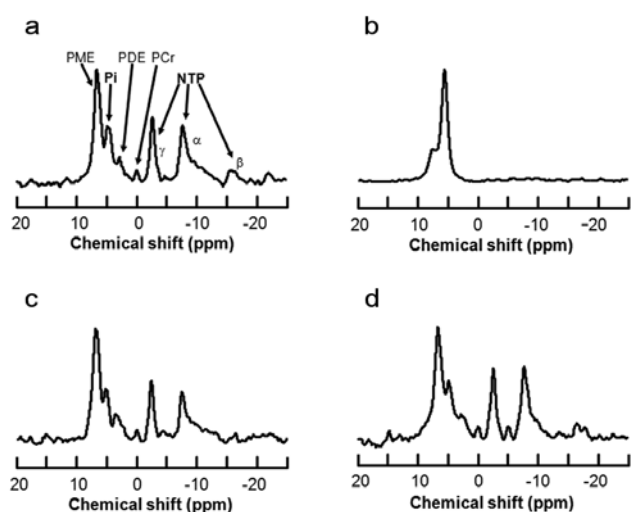 a
PME
PDE PCr
Pi
NTP
γ
α
β
20 10 0 -10 -20
Chemical shift (ppm)
b
20 10 0 -10 -20
Chemical shift (ppm)
c
20 10 0 -10 -20
Chemical shift (ppm)
d
20 10 0 -10 -20
Chemical shift (ppm)